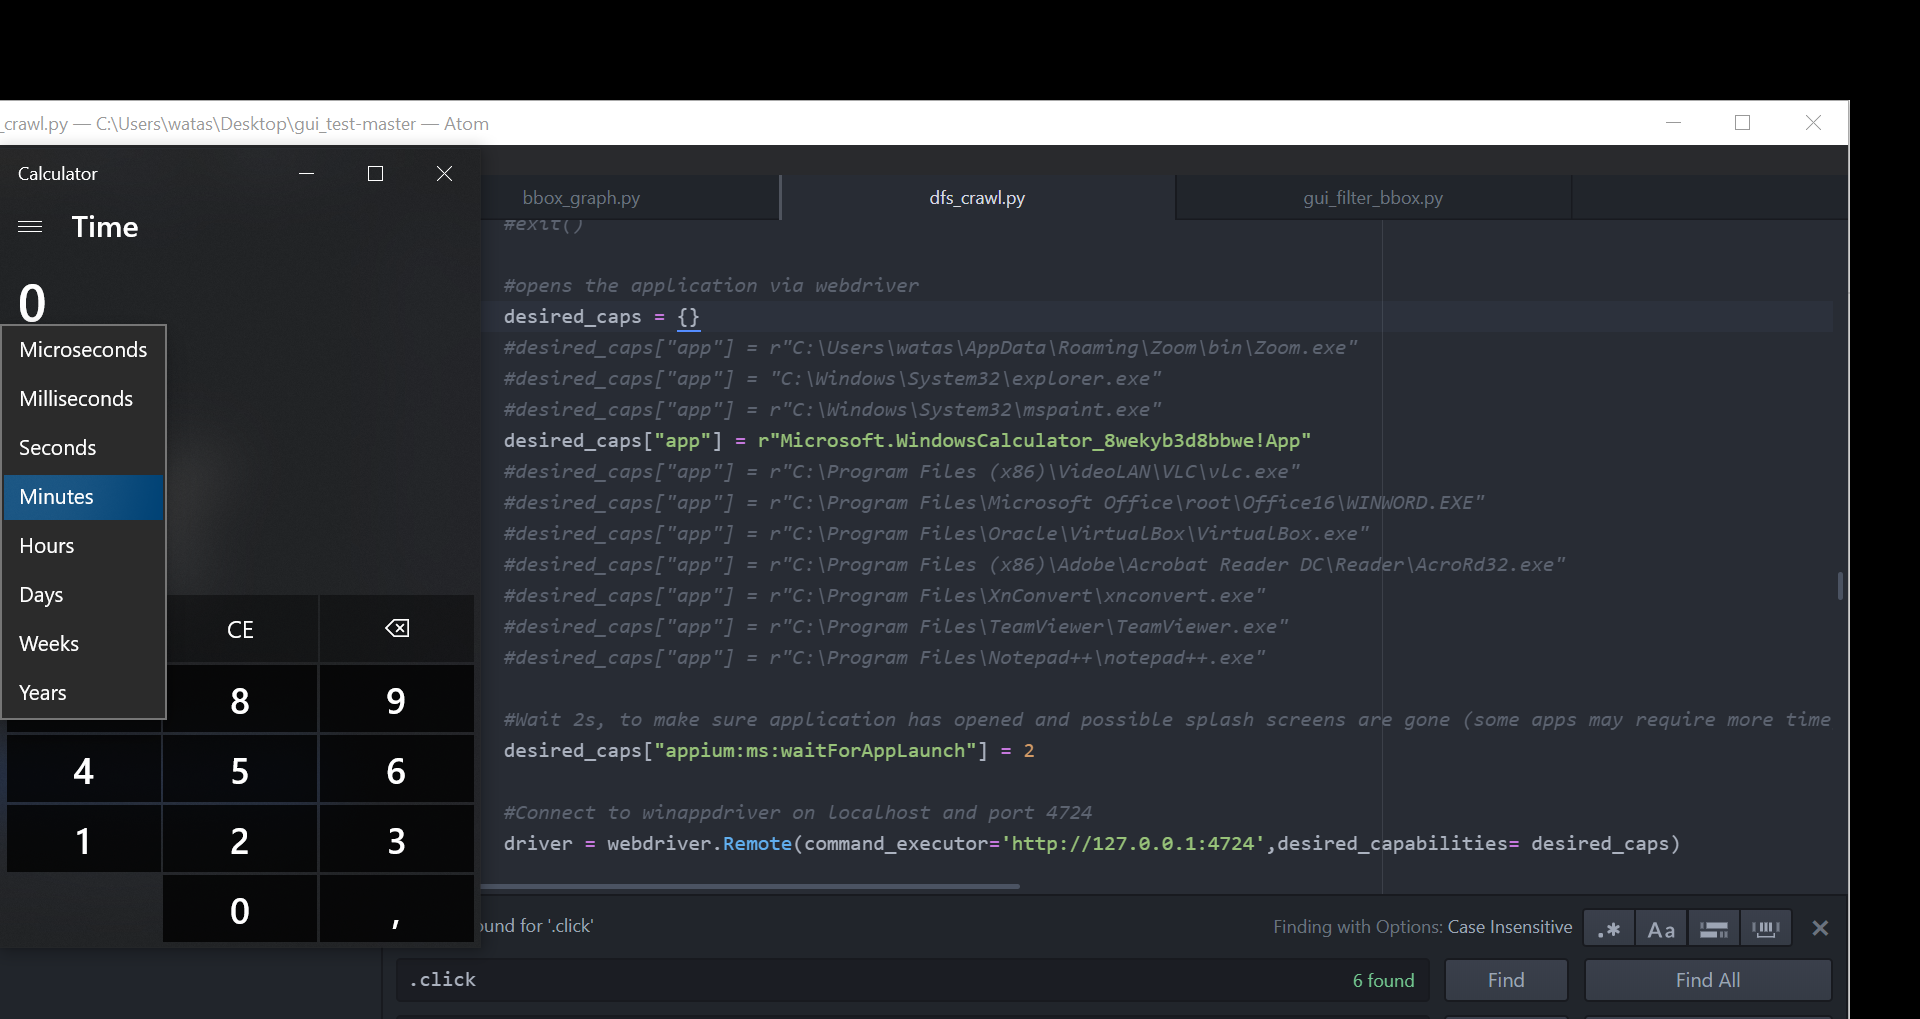 _crawl.py — C:\Users\watas\Desktop\gui_test-master — Atom
Calculator
Time
0
Microseconds
Milliseconds
Seconds
Minutes
Hours
Days
Weeks
Years
CE
8
9
4
5
6
1
2
3
0
,
bbox_graph.py
dfs_crawl.py
gui_filter_bbox.py
#exit()
#opens the application via webdriver
desired_caps = {}
#desired_caps["app"] = r"C:\Users\watas\AppData\Roaming\Zoom\bin\Zoom.exe"
#desired_caps["app"] = "C:\Windows\System32\explorer.exe"
#desired_caps["app"] = r"C:\Windows\System32\mspaint.exe"
desired_caps["app"] = r"Microsoft.WindowsCalculator_8wekyb3d8bbwe!App"
#desired_caps["app"] = r"C:\Program Files (x86)\VideoLAN\VLC\vlc.exe"
#desired_caps["app"] = r"C:\Program Files\Microsoft Office\root\Office16\WINWORD.EXE"
#desired_caps["app"] = r"C:\Program Files\Oracle\VirtualBox\VirtualBox.exe"
#desired_caps["app"] = r"C:\Program Files (x86)\Adobe\Acrobat Reader DC\Reader\AcroRd32.exe"
#desired_caps["app"] = r"C:\Program Files\XnConvert\xnconvert.exe"
#desired_caps["app"] = r"C:\Program Files\TeamViewer\TeamViewer.exe"
#desired_caps["app"] = r"C:\Program Files\Notepad++\notepad++.exe"
#Wait 2s, to make sure application has opened and possible splash screens are gone (some apps may require more time
desired_caps["appium:ms:waitForAppLaunch"] = 2
#Connect to winappdriver on localhost and port 4724
driver = webdriver.Remote(command_executor='http://127.0.0.1:4724',desired_capabilities= desired_caps)
ound for '.click'
Finding with Options: Case Insensitive
.*
Aa
.click
6 found
Find
Find All